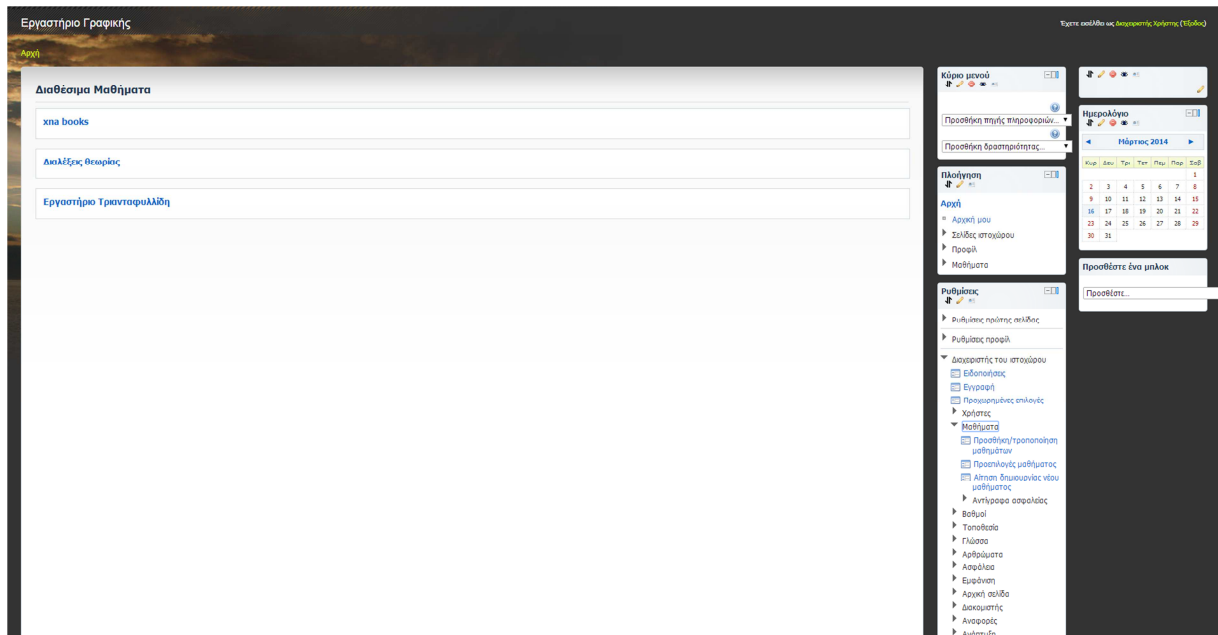 Εργαστήριο Γραφικής
Έχετε εισέλθει ως Διαχειριστής Χρήστης (Έξοδος)
Αρχή
Διαθέσιμα Μαθήματα
xna books
Διαλέξεις θεωρίας
Εργαστήριο Τριανταφυλλίδη
Κύριο μενού
Προσθήκη πηγής πληροφοριών...
Προσθήκη δραστηριότητας...
Πλοήγηση
Αρχή
Αρχική μου
Σελίδες ιστοχώρου
Προφίλ
Μαθήματα
Ρυθμίσεις
Ρυθμίσεις πρώτης σελίδας
Ρυθμίσεις προφίλ
Διαχειριστής του ιστοχώρου
Ειδοποιήσεις
Εγγραφή
Προχωρημένες επιλογές
Χρήστες
Μαθήματα
Προσθήκη/τροποποίηση
μαθημάτων
Προεπιλογές μαθήματος
Αίτηση δημιουργίας νέου
μαθήματος
Αντίγραφα ασφαλείας
Βαθμοί
Τοποθεσία
Γλώσσα
Αρθρώματα
Ασφάλεια
Εμφάνιση
Αρχική σελίδα
Διακομιστής
Αναφορές
Ανάπτυξη
Ημερολόγιο
Μάρτιος 2014
Κυρ Δευ Τρι Τετ Πεμ Παρ Σαβ
1
2 3 4 5 6 7 8
9 10 11 12 13 14 15
16 17 18 19 20 21 22
23 24 25 26 27 28 29
30 31
Προσθέστε ένα μπλοκ
Προσθέστε...